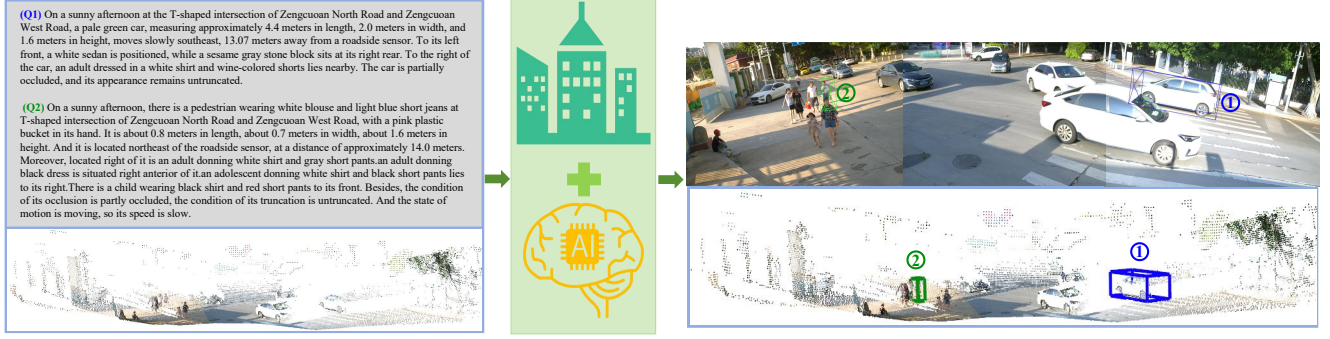 (Q1) On a sunny afternoon at the T-shaped intersection of Zengcuoan North Road and Zengcuoan
West Road, a pale green car, measuring approximately 4.4 meters in length, 2.0 meters in width, and
1.6 meters in height, moves slowly southeast, 13.07 meters away from a roadside sensor. To its left
front, a white sedan is positioned, while a sesame gray stone block sits at its right rear. To the right of
the car, an adult dressed in a white shirt and wine-colored shorts lies nearby. The car is partially
occluded, and its appearance remains untruncated.
(Q2) On a sunny afternoon, there is a pedestrian wearing white blouse and light blue short jeans at
T-shaped intersection of Zengcuoan North Road and Zengcuoan West Road, with a pink plastic
bucket in its hand. It is about 0.8 meters in length, about 0.7 meters in width, about 1.6 meters in
height. And it is located northeast of the roadside sensor, at a distance of approximately 14.0 meters.
Moreover, located right of it is an adult donning white shirt and gray short pants.an adult donning
black dress is situated right anterior of it.an adolescent donning white shirt and black short pants lies
to its right.There is a child wearing black shirt and red short pants to its front. Besides, the condition
of its occlusion is partly occluded, the condition of its truncation is untruncated. And the state of
motion is moving, so its speed is slow.
AI
②
①
②
①